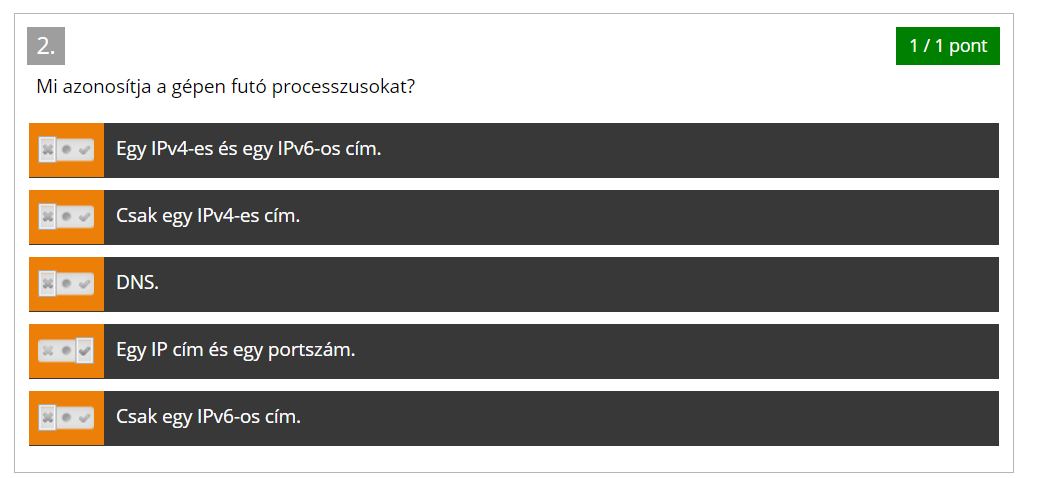 2.
1 / 1 pont
Mi azonosítja a gépen futó processzusokat?
Egy IPv4-es és egy IPv6-os cím.
Csak egy IPv4-es cím.
DNS.
Egy IP cím és egy portszám.
Csak egy IPv6-os cím.